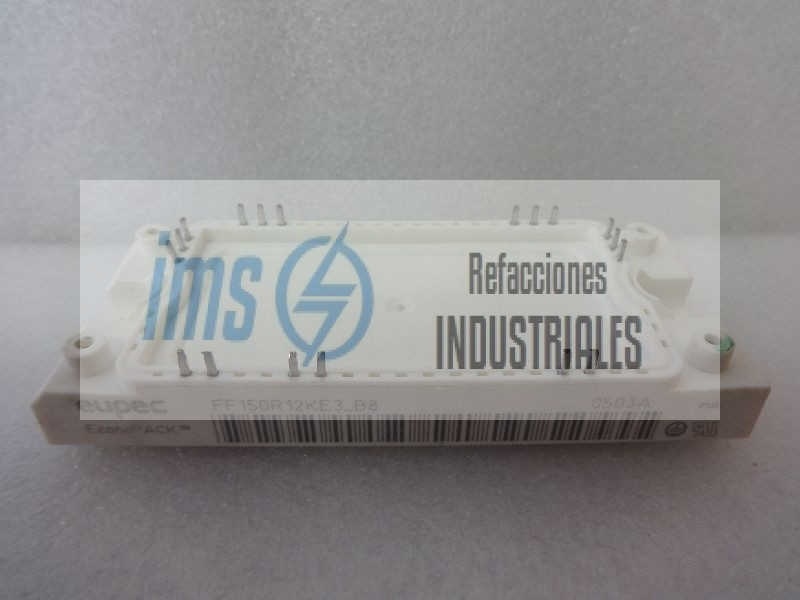 ims
Refacciones
INDUSTRIALES
eupec
FF150R12KE3_B8
0503A
EconoPACK™